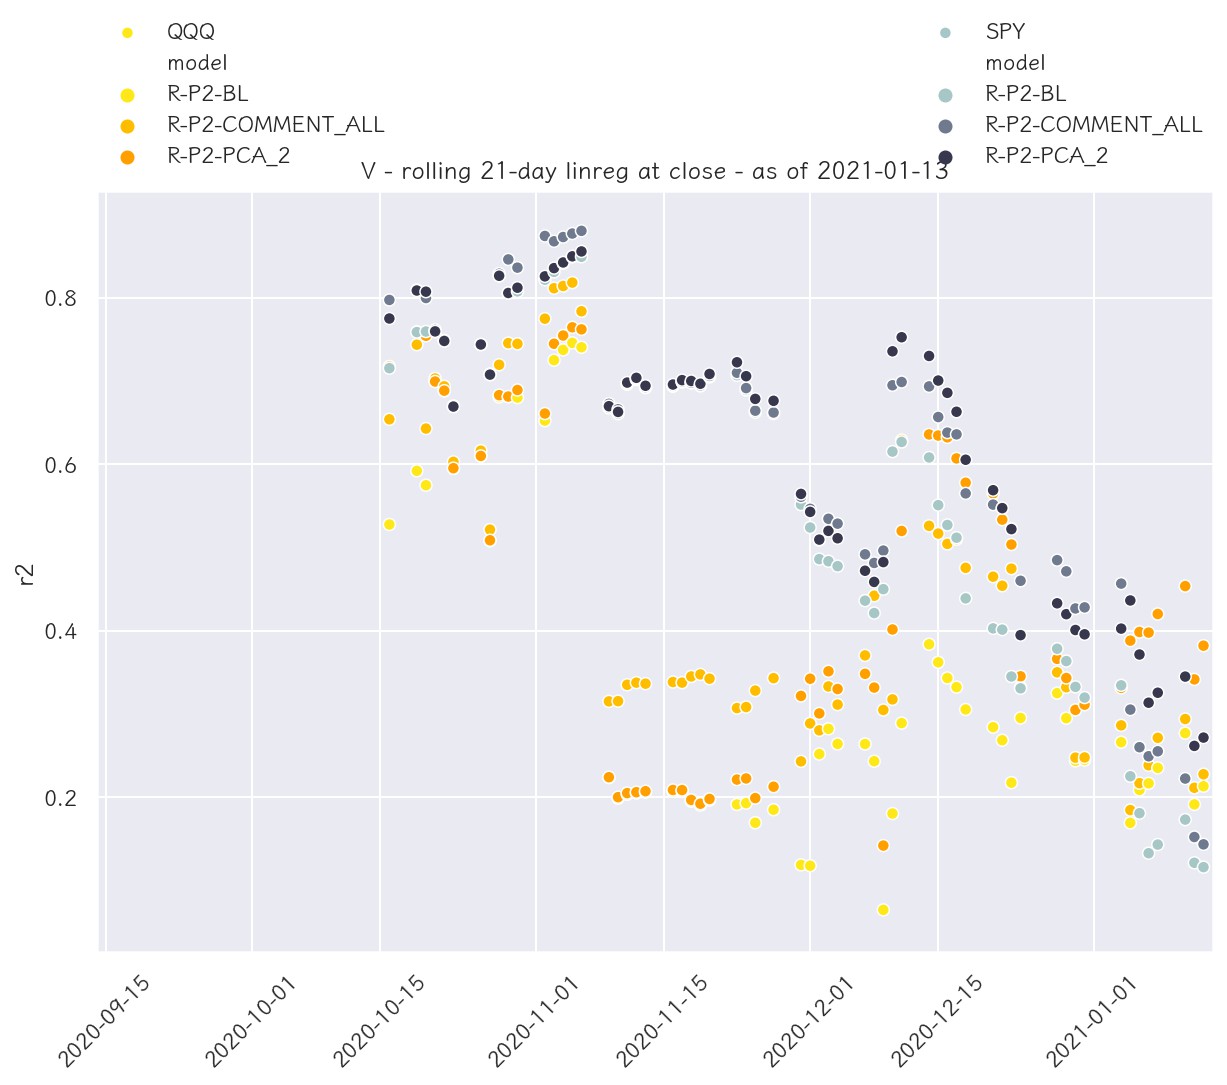 QQQ
model
R-P2-BL
R-P2-COMMENT_ALL
R-P2-PCA_2
SPY
model
R-P2-BL
R-P2-COMMENT_ALL
R-P2-PCA_2
V - rolling 21-day linreg at close - as of 2021-01-13
0.8
0.6
0.4
0.2
r2
2020-09-15
2020-10-01
2020-10-15
2020-11-01
2020-11-15
2020-12-01
2020-12-15
2021-01-01